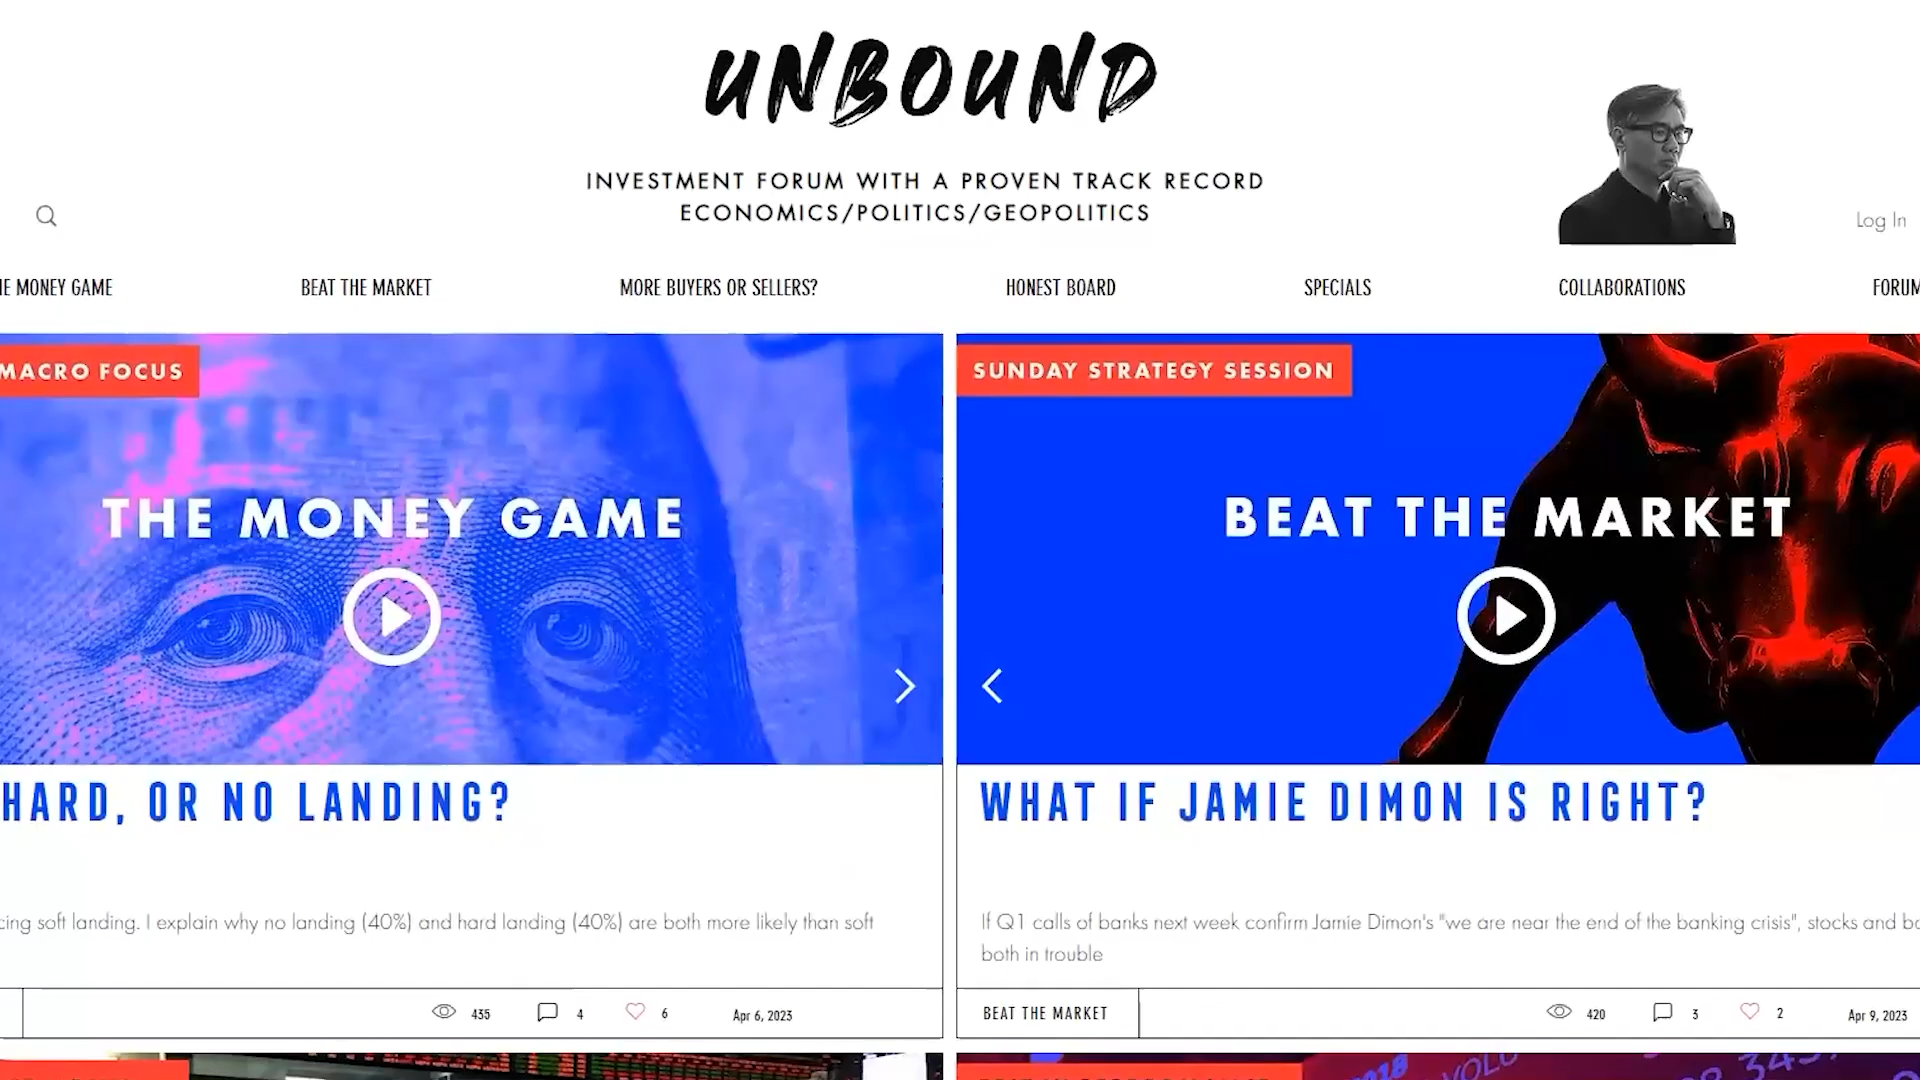 UNBOUND
INVESTMENT FORUM WITH A PROVEN TRACK RECORD
ECONOMICS/POLITICS/GEOPOLITICS
Log In
E MONEY GAME
BEAT THE MARKET
MORE BUYERS OR SELLERS?
HONEST BOARD
SPECIALS
COLLABORATIONS
FORUM
MACRO FOCUS
THE MONEY GAME
HARD, OR NO LANDING?
cing soft landing. I explain why no landing (40%) and hard landing (40%) are both more likely than soft
435
4
6
Apr 6, 2023
SUNDAY STRATEGY SESSION
BEAT THE MARKET
WHAT IF JAMIE DIMON IS RIGHT?
If Q1 calls of banks next week confirm Jamie Dimon's "we are near the end of the banking crisis", stocks and bo
both in trouble
BEAT THE MARKET
420
3
2
Apr 9, 2023